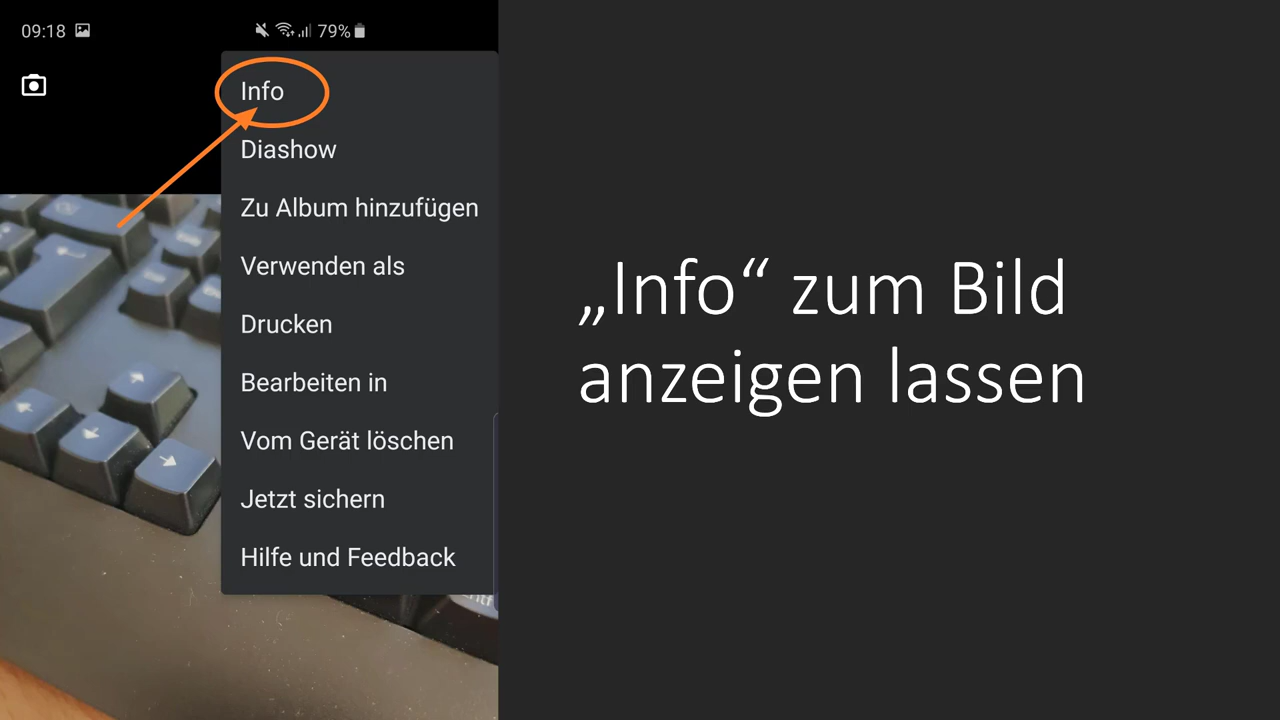 09:18
79%
Info
Diashow
Zu Album hinzufügen
Verwenden als
Drucken
Bearbeiten in
Vom Gerät löschen
Jetzt sichern
Hilfe und Feedback
„Info“ zum Bild
anzeigen lassen